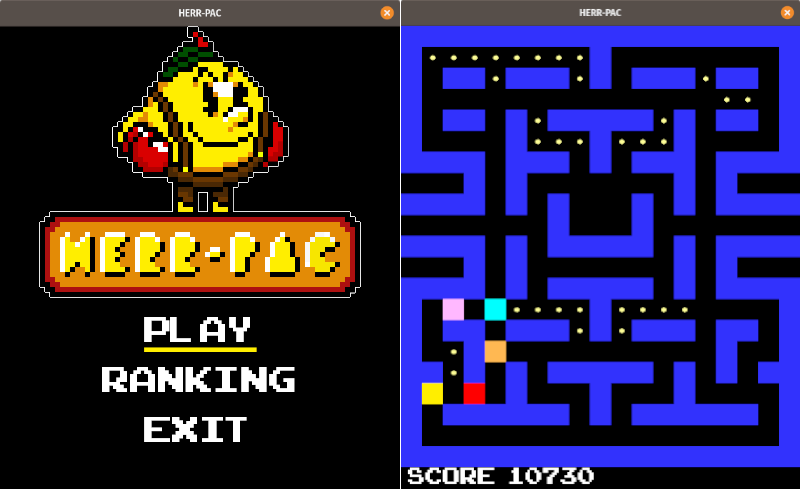 HERR-PAC
HERR-PAC
PLAY
RANKING
EXIT
HERR-PAC
SCORE 10730